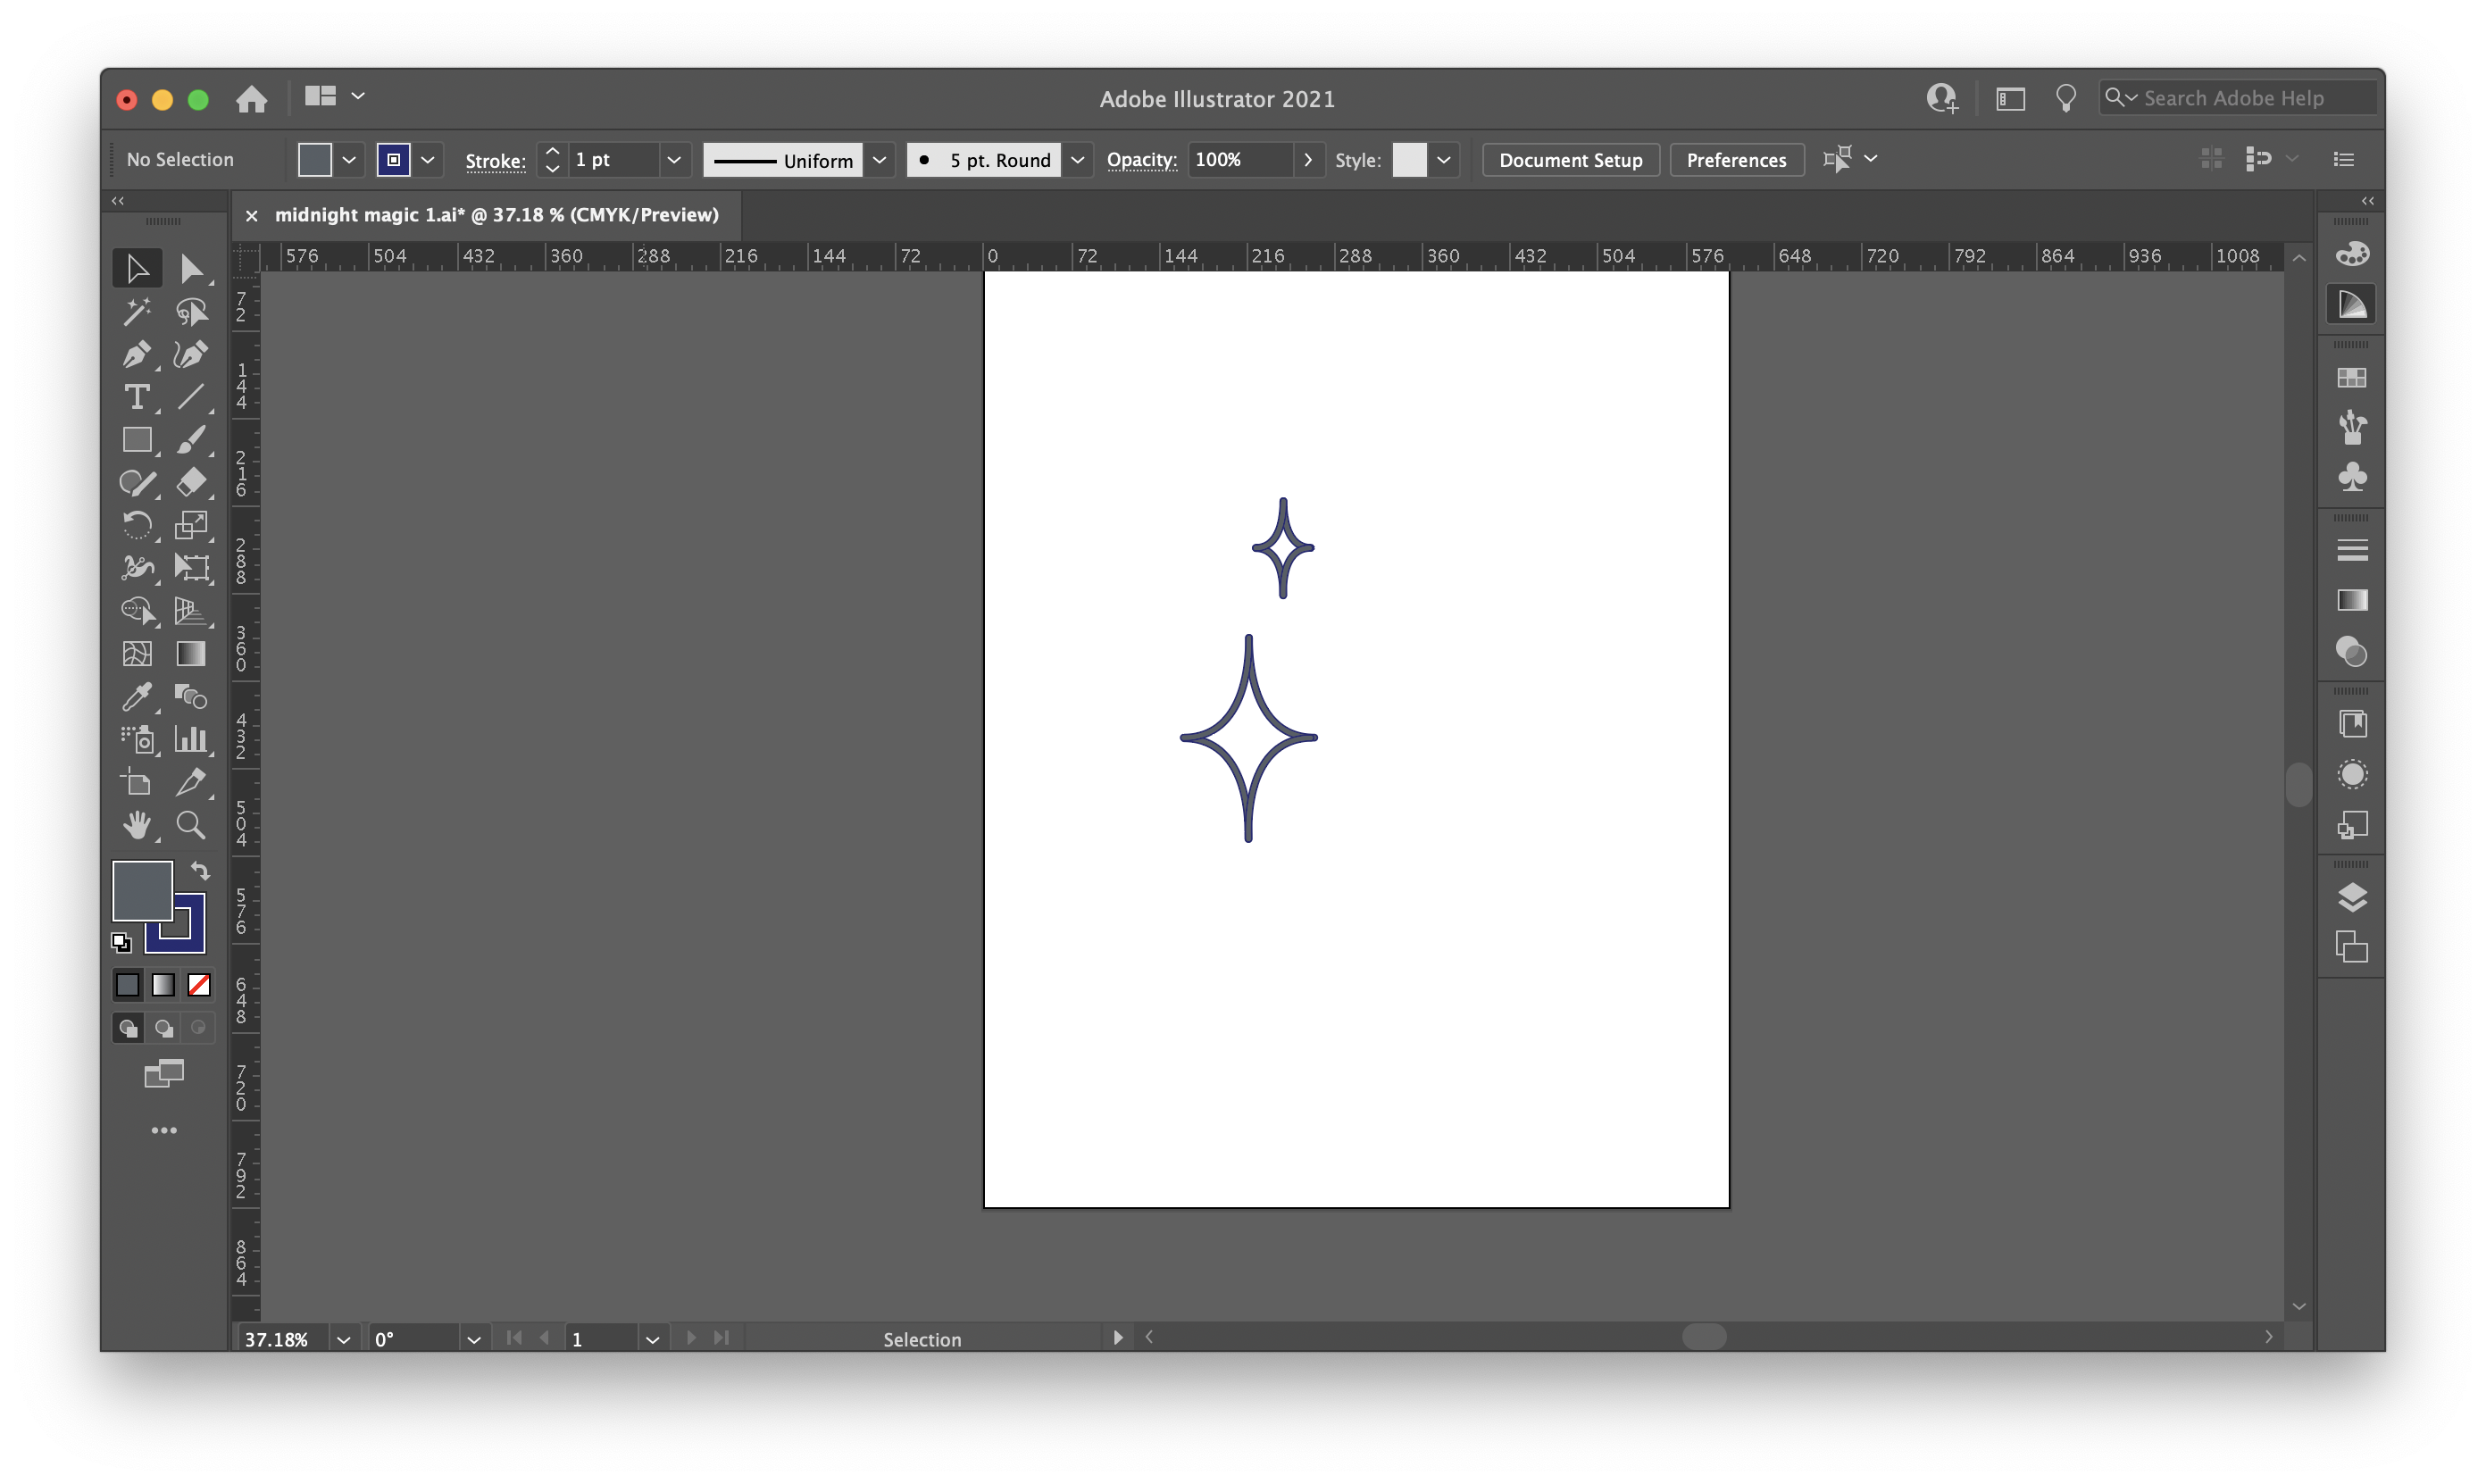 Adobe Illustrator 2021
Search Adobe Help
No Selection
Stroke:
1 pt
Uniform
5 pt. Round
Opacity:
100%
Style:
Document Setup
Preferences
midnight magic 1.ai* @ 37.18 % (CMYK/Preview)
576 504 432 360 288 216 144 72 0 72 144 216 288 360 432 504 576 648 720 792 864 936 1008
72
144
216
288
360
432
504
576
648
720
792
864
37.18%
0°
1
Selection